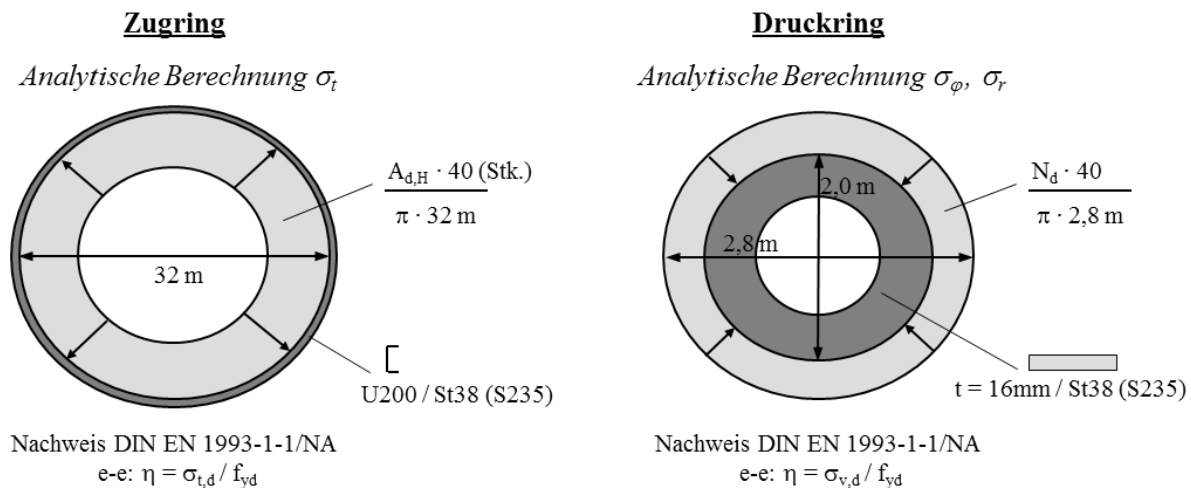 Zugring
Analytische Berechnung σt
A_d,H · 40 (Stk.)
π · 32 m
32 m
U200 / St38 (S235)
Nachweis DIN EN 1993-1-1/NA
e-e: η = σt,d / fyd
Druckring
Analytische Berechnung σφ, σr
N_d · 40
π · 2,8 m
2,0 m
2,8 m
t = 16mm / St38 (S235)
Nachweis DIN EN 1993-1-1/NA
e-e: η = σv,d / fyd